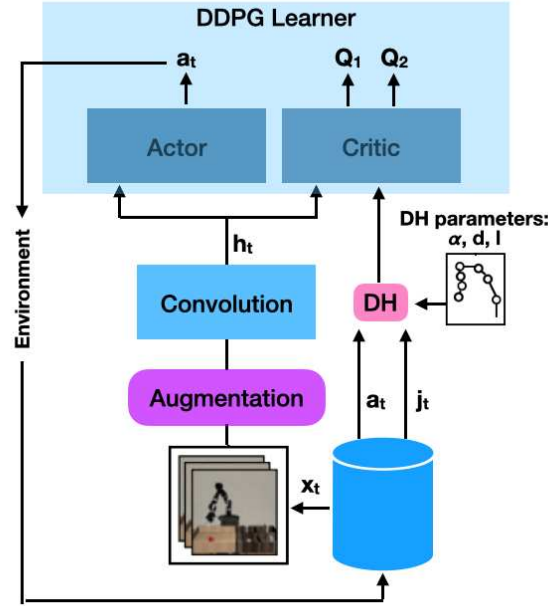 DDPG Learner
aₜ
Q₁ Q₂
Actor
Critic
DH parameters:
α, d, l
Environment
hₜ
Convolution
DH
Augmentation
aₜ
jₜ
xₜ